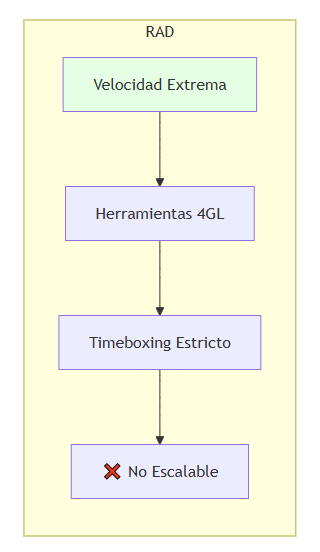 RAD
Velocidad Extrema
Herramientas 4GL
Timeboxing Estricto
❌ No Escalable